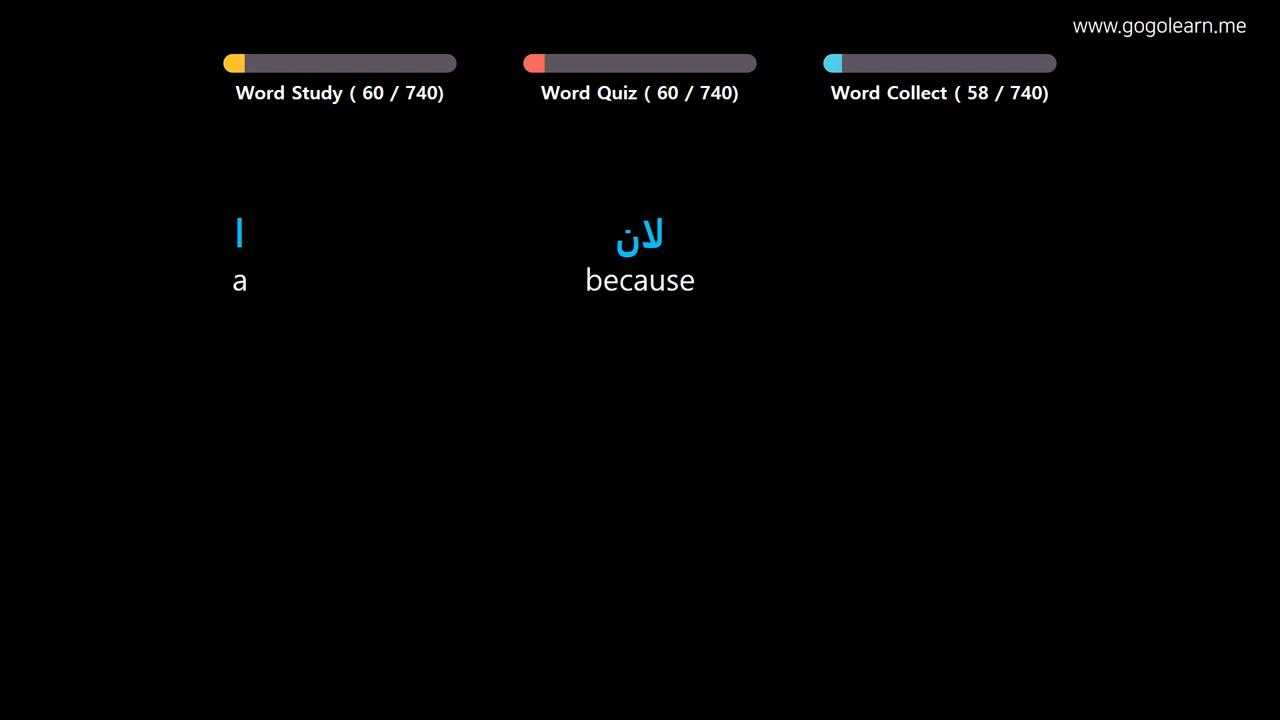 www.gogolearn.me
Word Study ( 60 / 740)
Word Quiz ( 60 / 740)
Word Collect ( 58 / 740)
ا
a
لان
because